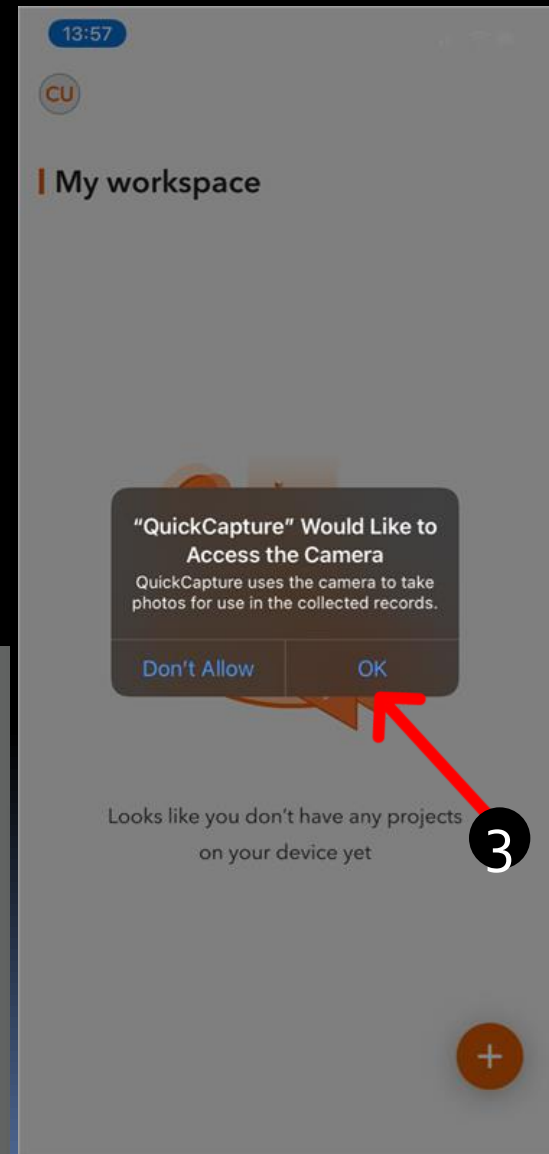 13:57
CU
My workspace
“QuickCapture” Would Like to
Access the Camera
QuickCapture uses the camera to take
photos for use in the collected records.
Don’t Allow
OK
Looks like you don’t have any projects
on your device yet
3
+